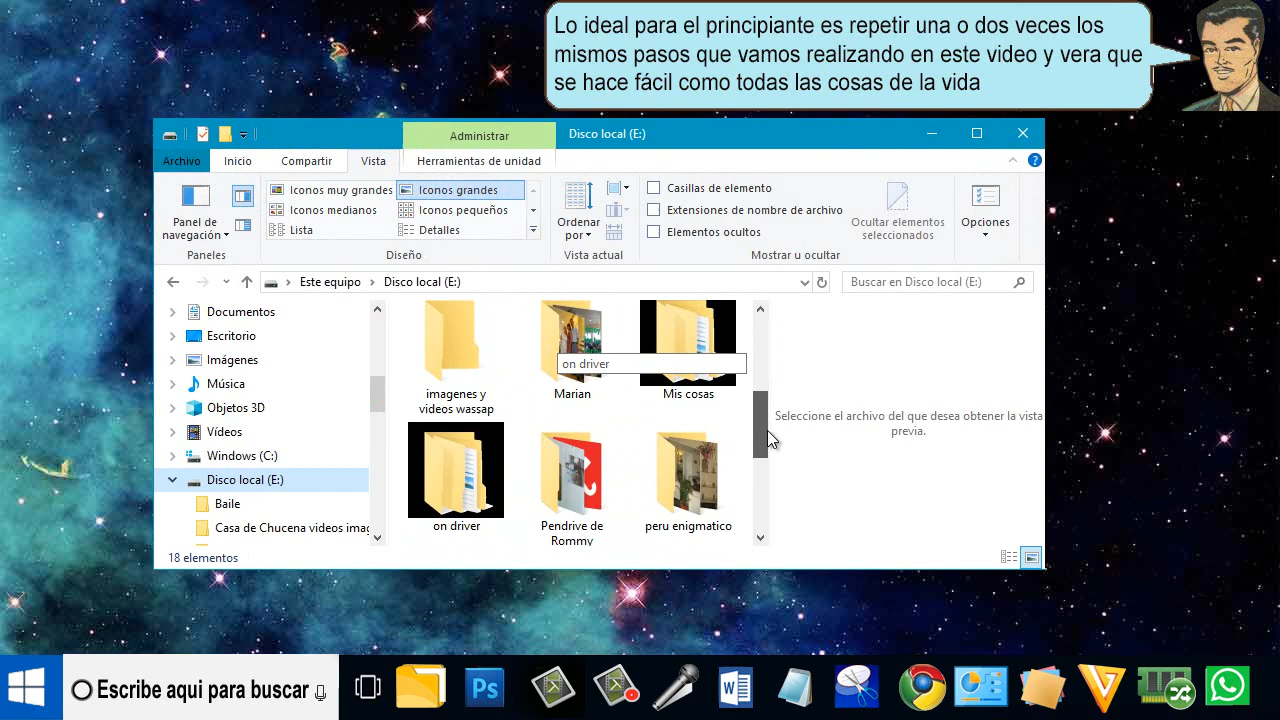 Lo ideal para el principiante es repetir una o dos veces los
mismos pasos que vamos realizando en este video y vera que
se hace fácil como todas las cosas de la vida
Administrar
Disco local (E:)
Archivo
Inicio
Compartir
Vista
Herramientas de unidad
Panel de
navegación
Iconos muy grandes
Iconos grandes
Iconos medianos
Iconos pequeños
Lista
Detalles
Ordenar
por
Casillas de elemento
Extensiones de nombre de archivo
Elementos ocultos
Ocultar elementos
seleccionados
Opciones
Paneles
Diseño
Vista actual
Mostrar u ocultar
Este equipo
Disco local (E:)
Buscar en Disco local (E:)
Documentos
Escritorio
Imágenes
Música
Objetos 3D
Vídeos
Windows (C:)
Disco local (E:)
Baile
Casa de Chucena videos imag
on driver
imagenes y
videos wassap
Marian
Mis cosas
on driver
Pendrive de
Rommy
peru enigmatico
Seleccione el archivo del que desea obtener la vista
previa.
18 elementos
Escribe aqui para buscar
Ps
W